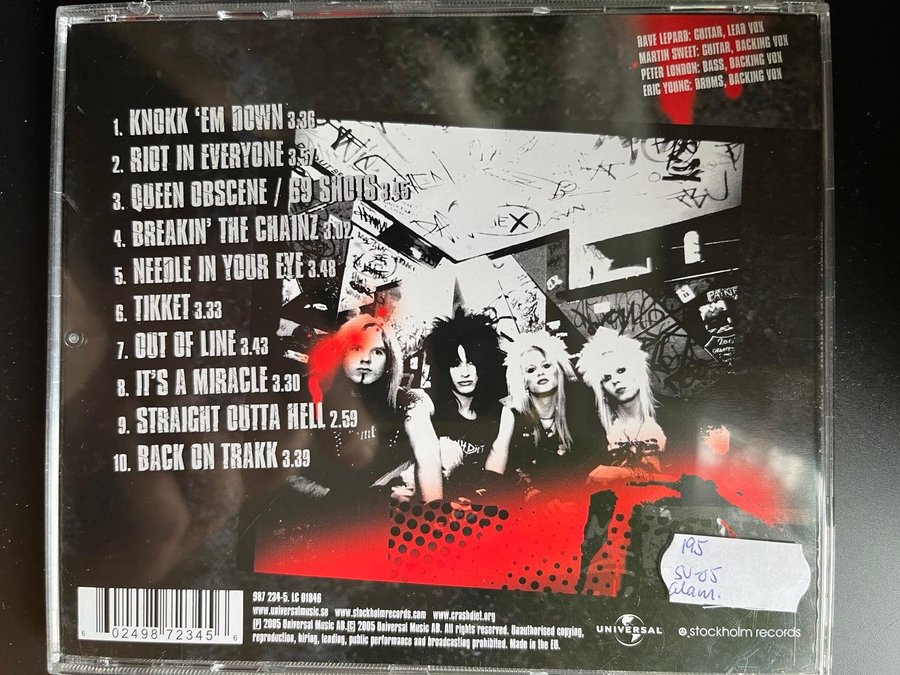 DAVE LEPARD: GUITAR, LEAD VOX
MARTIN SWEET: GUITAR, BACKING VOX
PETER LONDON: BASS, BACKING VOX
ERIC YOUNG: DRUMS, BACKING VOX
1. KNOKK 'EM DOWN 3.36
2. RIOT IN EVERYONE 3.57
3. QUEEN OBSCENE / 69 SHOTS 3.15
4. BREAKIN' THE CHAINZ 3.02
5. NEEDLE IN YOUR EYE 3.48
6. TIKKET 3.33
7. OUT OF LINE 3.43
8. IT'S A MIRACLE 3.30
9. STRAIGHT OUTTA HELL 2.59
10. BACK ON TRAKK 3.39
195
SV-05
Glam.
987 234-5. LC 01846
www.universalmusic.se www.stockholmrecords.com www.crashdiet.org
(P) 2005 Universal Music AB.(C) 2005 Universal Music AB. All rights reserved. Unauthorised copying,
reproduction, hiring, lending, public performance and broadcasting prohibited. Made in the EU.
6 02498 72345 6
UNIVERSAL
stockholm records